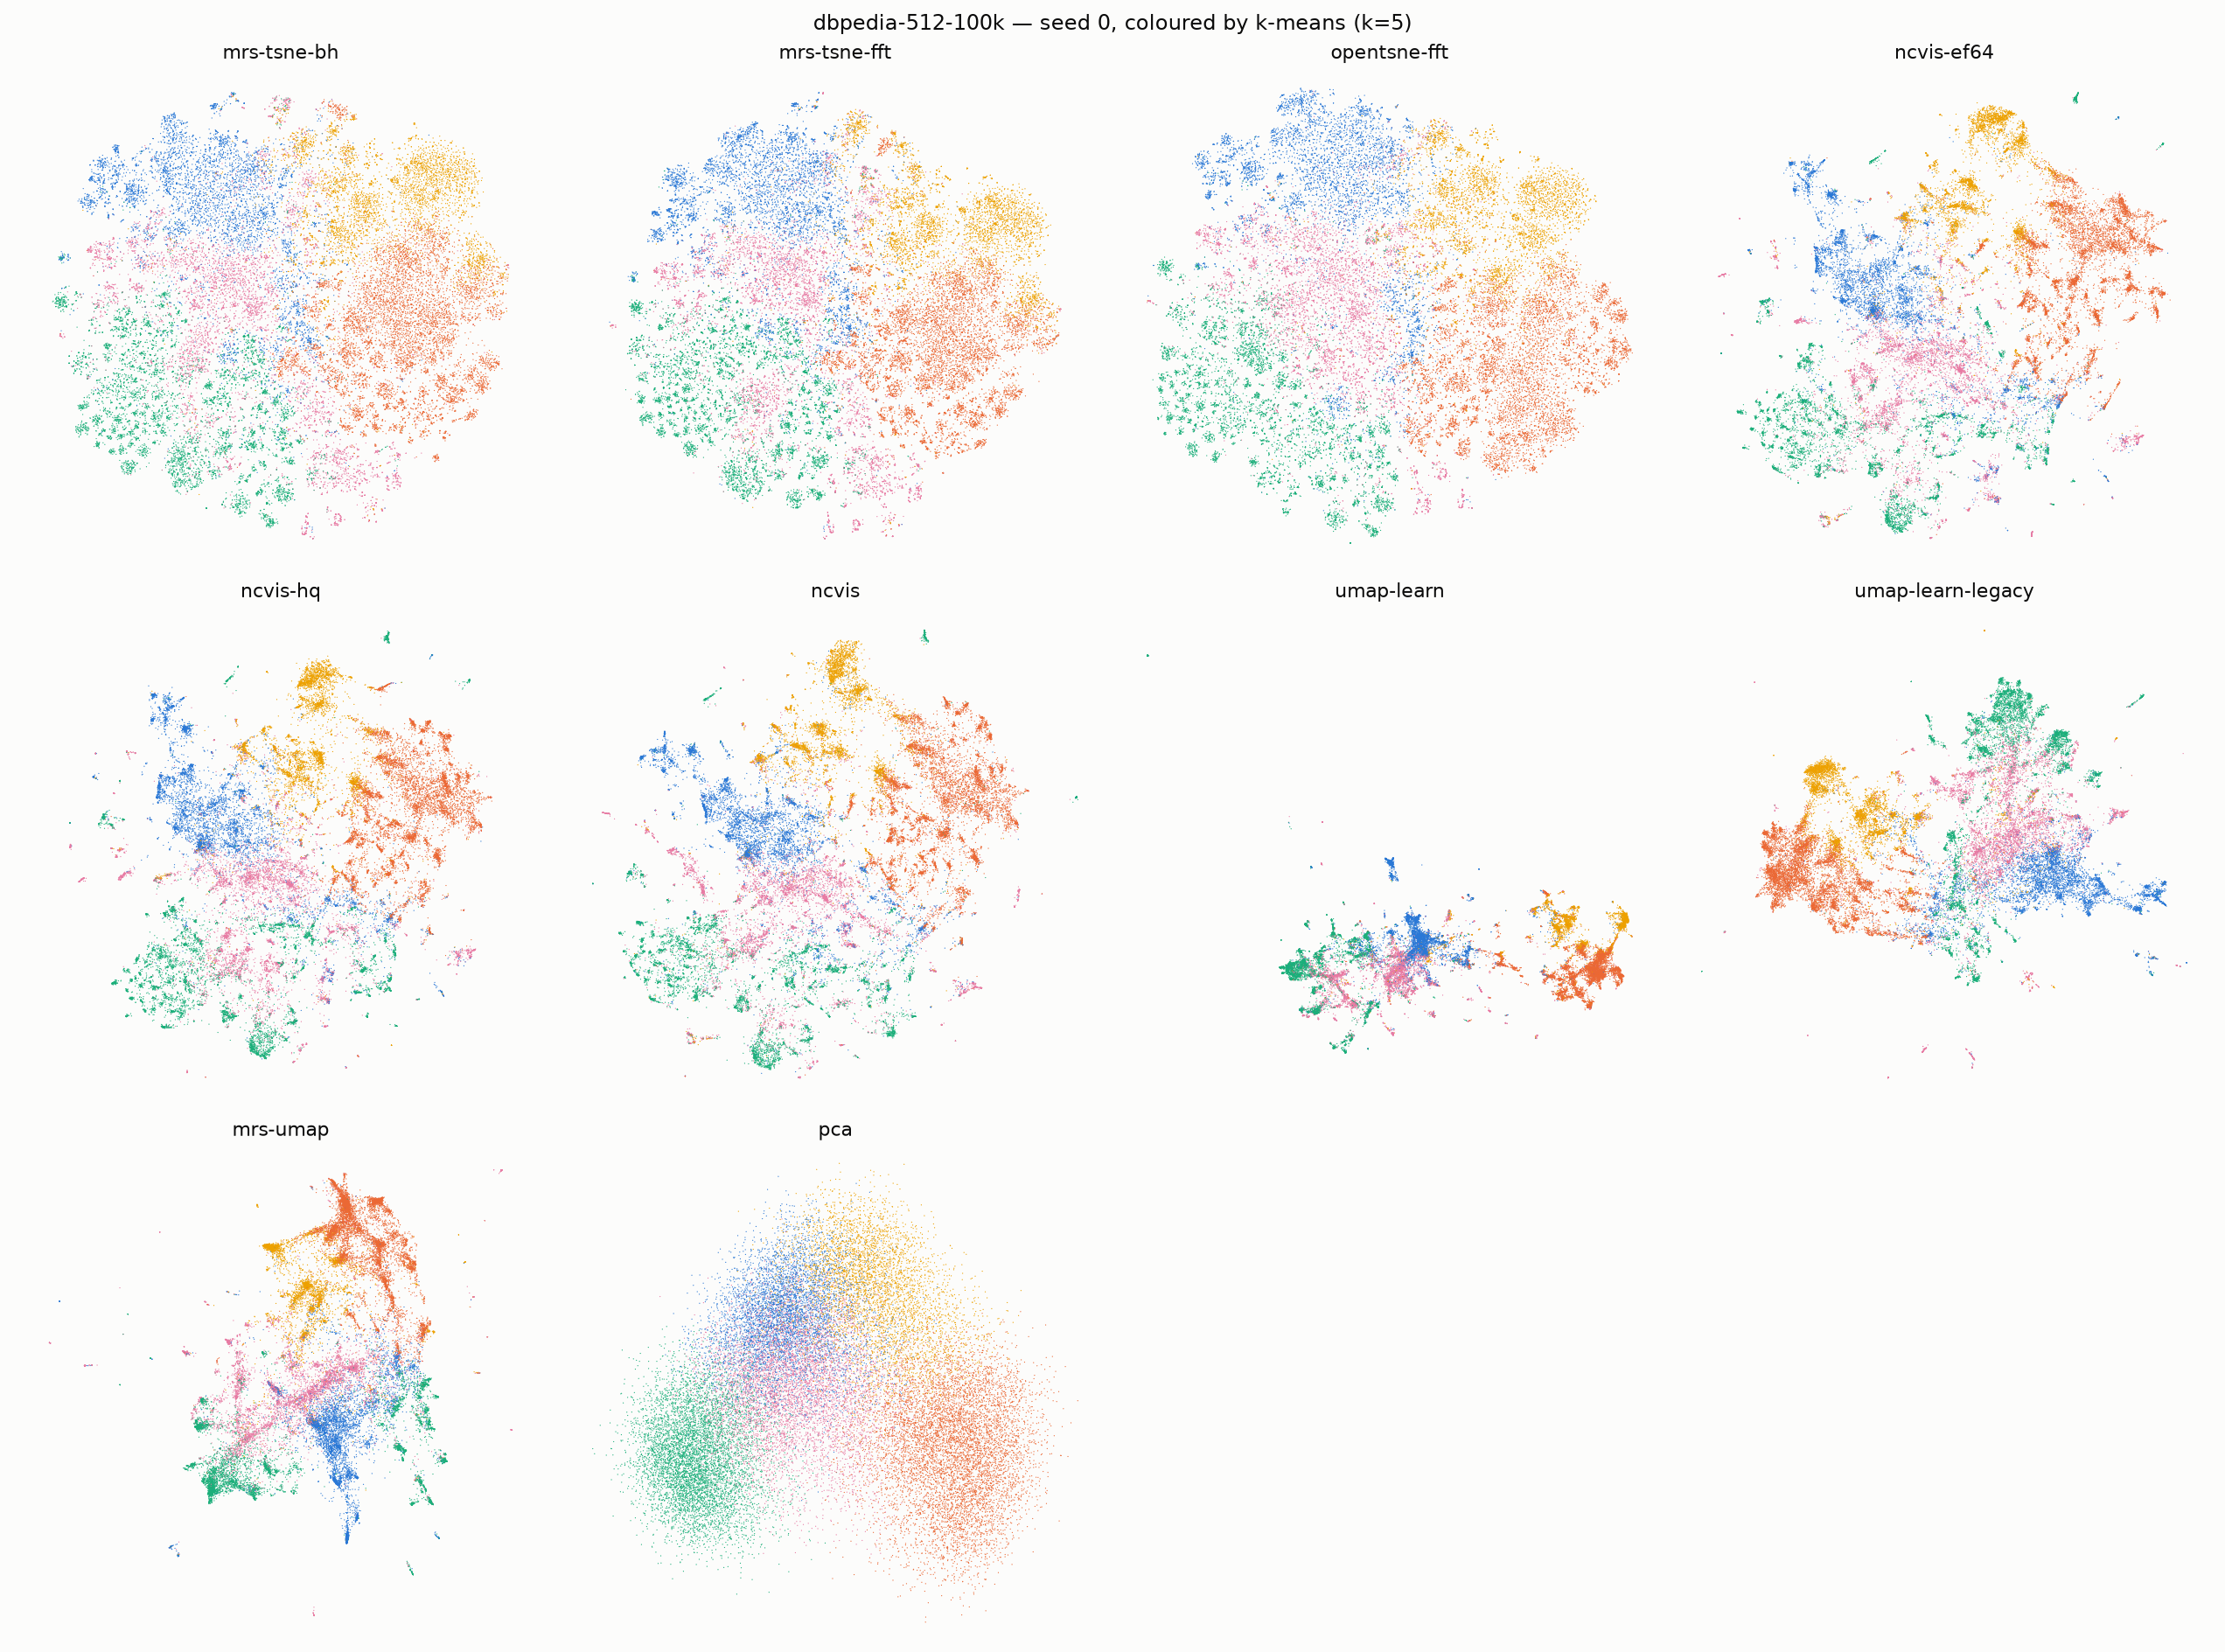 dbpedia-512-100k — seed 0, coloured by k-means (k=5)
mrs-tsne-bh
mrs-tsne-fft
opentsne-fft
ncvis-ef64
ncvis-hq
ncvis
umap-learn
umap-learn-legacy
mrs-umap
pca